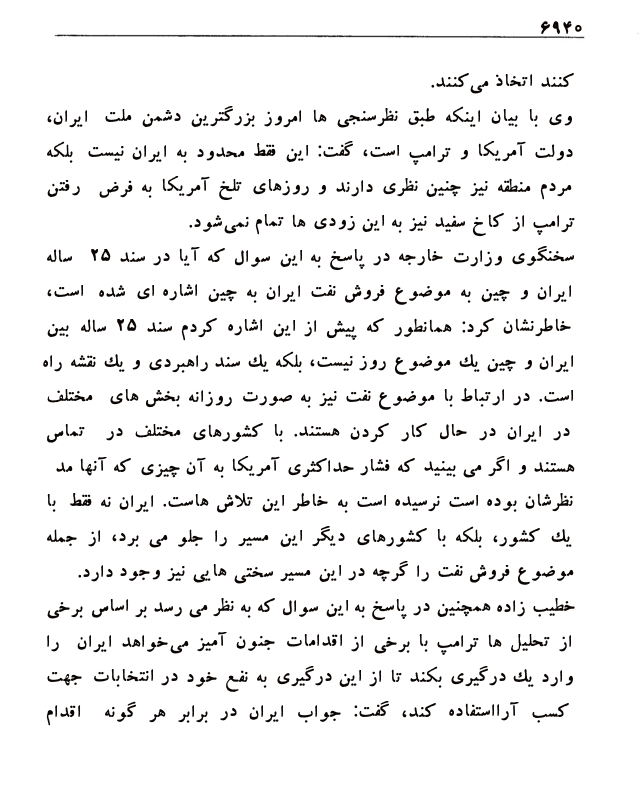 ۶۹۴۰
کنند اتخاذ می‌کنند.
وی با بیان اینکه طبق نظرسنجی ها امروز بزرگترین دشمن ملت ایران،
دولت آمریکا و ترامپ است، گفت: این فقط محدود به ایران نیست بلکه
مردم منطقه نیز چنین نظری دارند و روزهای تلخ آمریکا به فرض رفتن
ترامپ از کاخ سفید نیز به این زودی ها تمام نمی‌شود.
سخنگوی وزارت خارجه در پاسخ به این سوال که آیا در سند ۲۵ ساله
ایران و چین به موضوع فروش نفت ایران به چین اشاره ای شده است،
خاطرنشان کرد: همانطور که پیش از این اشاره کردم سند ۲۵ ساله بین
ایران و چین یك موضوع روز نیست، بلکه یك سند راهبردی و یك نقشه راه
است. در ارتباط با موضوع نفت نیز به صورت روزانه بخش های مختلف
در ایران در حال کار کردن هستند. با کشورهای مختلف در تماس
هستند و اگر می بینید که فشار حداکثری آمریکا به آن چیزی که آنها مد
نظرشان بوده است نرسیده است به خاطر این تلاش هاست. ایران نه فقط با
یك کشور، بلکه با کشورهای دیگر این مسیر را جلو می برد، از جمله
موضوع فروش نفت را گرچه در این مسیر سختی هایی نیز وجود دارد.
خطیب زاده همچنین در پاسخ به این سوال که به نظر می رسد بر اساس برخی
از تحلیل ها ترامپ با برخی از اقدامات جنون آمیز می‌خواهد ایران را
وارد یك درگیری بکند تا از این درگیری به نفع خود در انتخابات جهت
کسب آرااستفاده کند، گفت: جواب ایران در برابر هر گونه اقدام